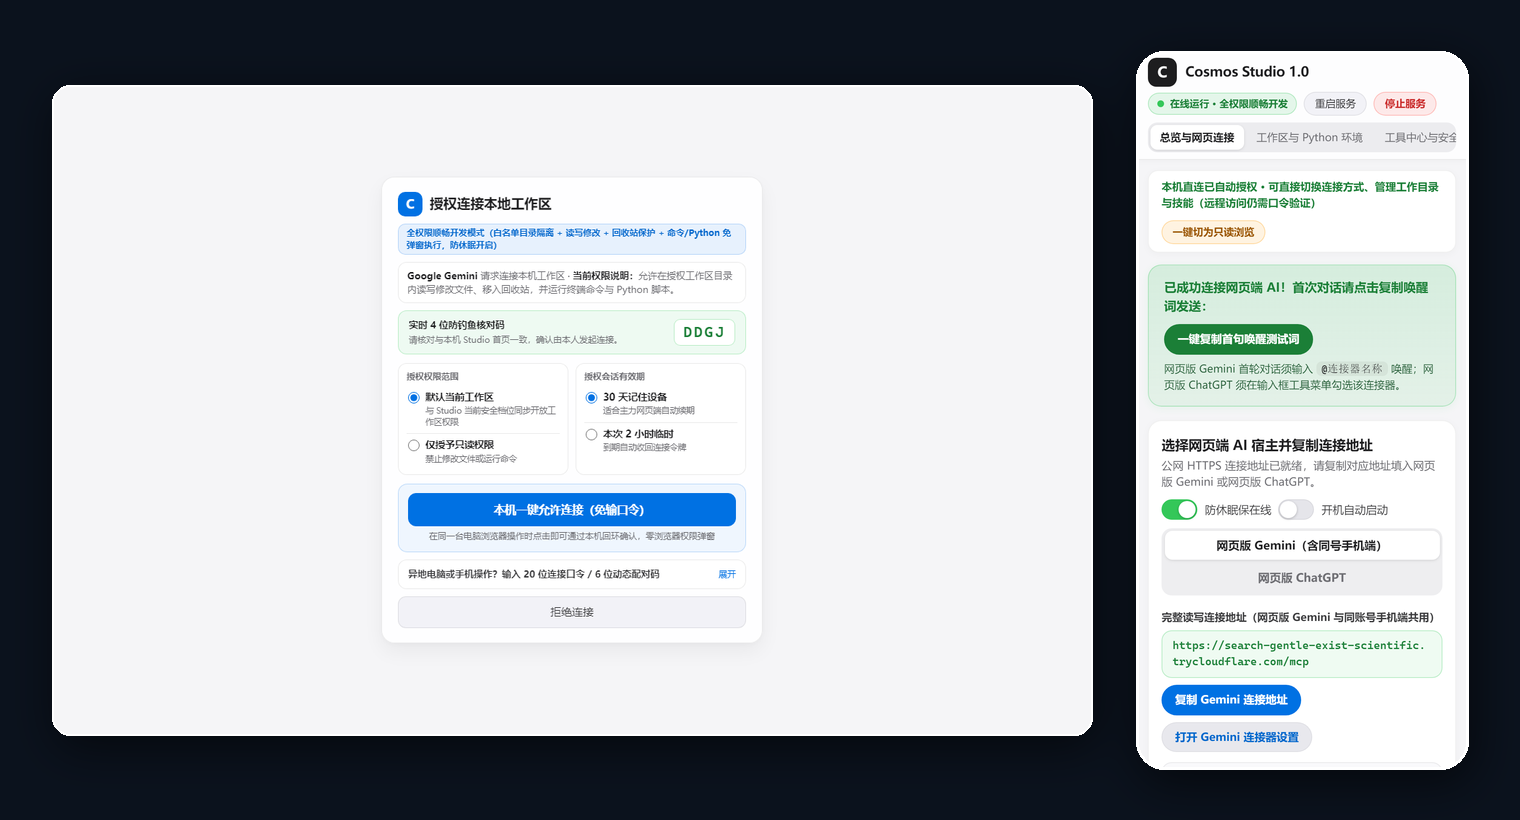 C 授权连接本地工作区
全权限顺畅开发模式（白名单目录隔离 + 读写修改 + 回收站保护 + 命令/Python 免
弹窗执行，防休眠开启）
Google Gemini 请求连接本机工作区 · 当前权限说明：允许在授权工作区目录
内读写修改文件、移入回收站，并运行终端命令与 Python 脚本。
实时 4 位防钓鱼核对码
请核对与本机 Studio 首页一致，确认由本人发起连接。
DDGJ
授权权限范围
默认当前工作区
与 Studio 当前安全档位同步开放工
作区权限
仅授予只读权限
禁止修改文件或运行命令
授权会话有效期
30 天记住设备
适合主力网页端自动续期
本次 2 小时临时
到期自动收回连接令牌
本机一键允许连接（免输口令）
在同一台电脑浏览器操作时点击即可通过本机回环确认，零浏览器权限弹窗
异地电脑或手机操作？输入 20 位连接口令 / 6 位动态配对码 展开
拒绝连接
C Cosmos Studio 1.0
在线运行 · 全权限顺畅开发 重启服务 停止服务
总览与网页连接 工作区与 Python 环境 工具中心与安全
本机直连已自动授权 · 可直接切换连接方式、管理工作目录
与技能（远程访问仍需口令验证）
一键切为只读浏览
已成功连接网页端 AI！首次对话请点击复制唤醒
词发送：
一键复制首句唤醒测试词
网页版 Gemini 首轮对话须输入 @连接器名称 唤醒；网
页版 ChatGPT 须在输入框工具菜单勾选该连接器。
选择网页端 AI 宿主并复制连接地址
公网 HTTPS 连接地址已就绪，请复制对应地址填入网页
版 Gemini 或网页版 ChatGPT。
防休眠保在线 开机自动启动
网页版 Gemini（含同号手机端）
网页版 ChatGPT
完整读写连接地址（网页版 Gemini 与同账号手机端共用）
https://search-gentle-exist-scientific.
trycloudflare.com/mcp
复制 Gemini 连接地址
打开 Gemini 连接器设置